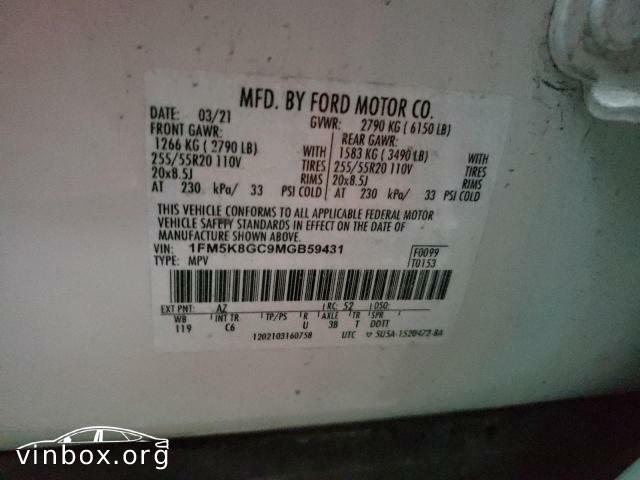 MFD. BY FORD MOTOR CO.
DATE: 03/21 GVWR: 2790 KG ( 6150 LB)
FRONT GAWR: REAR GAWR:
1266 KG ( 2790 LB) WITH 1583 KG ( 3490LB) WITH
255/55R20 110V TIRES 255/55R20 110V TIRES
20x8.5J RIMS 20x8.5J RIMS
AT 230 kPa/ 33 PSI COLD AT 230 kPa/ 33 PSI COLD
THIS VEHICLE CONFORMS TO ALL APPLICABLE FEDERAL MOTOR
VEHICLE SAFETY STANDARDS IN EFFECT ON THE DATE OF
MANUFACTURE SHOWN ABOVE.
VIN: 1FM5K8GC9MGB59431 F0099
TYPE: MPV T0153
EXT PNT: AZ RC: 52 DSO:
WB INT TR TP/PS R AXLE TR SPR
119 C6 U 3B T DDTT
1202103160758 UTC 5U5A-1520472-BA
vinbox.org